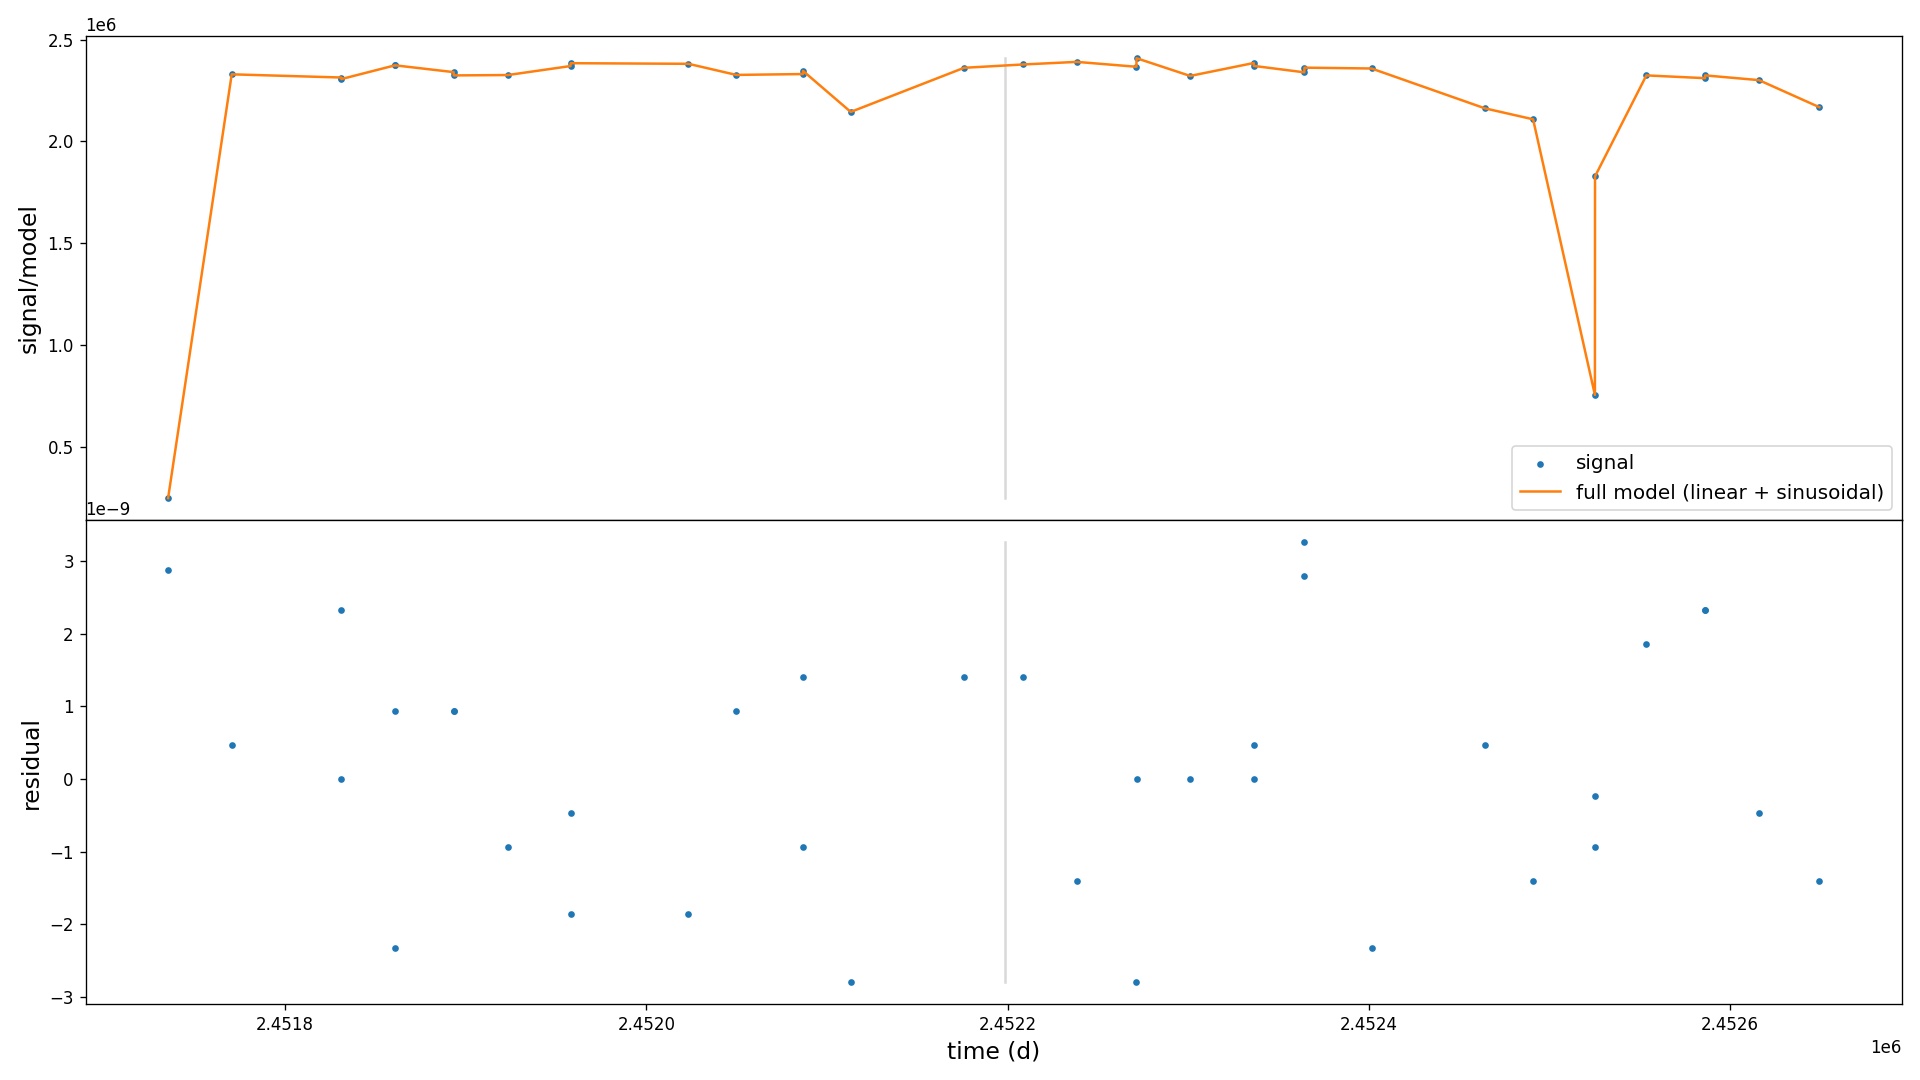 1e6
2.5
2.0
1.5
1.0
0.5
signal/model
signal
full model (linear + sinusoidal)
1e−9
3
2
1
0
−1
−2
−3
residual
2.4518
2.4520
2.4522
2.4524
2.4526
time (d)
1e6